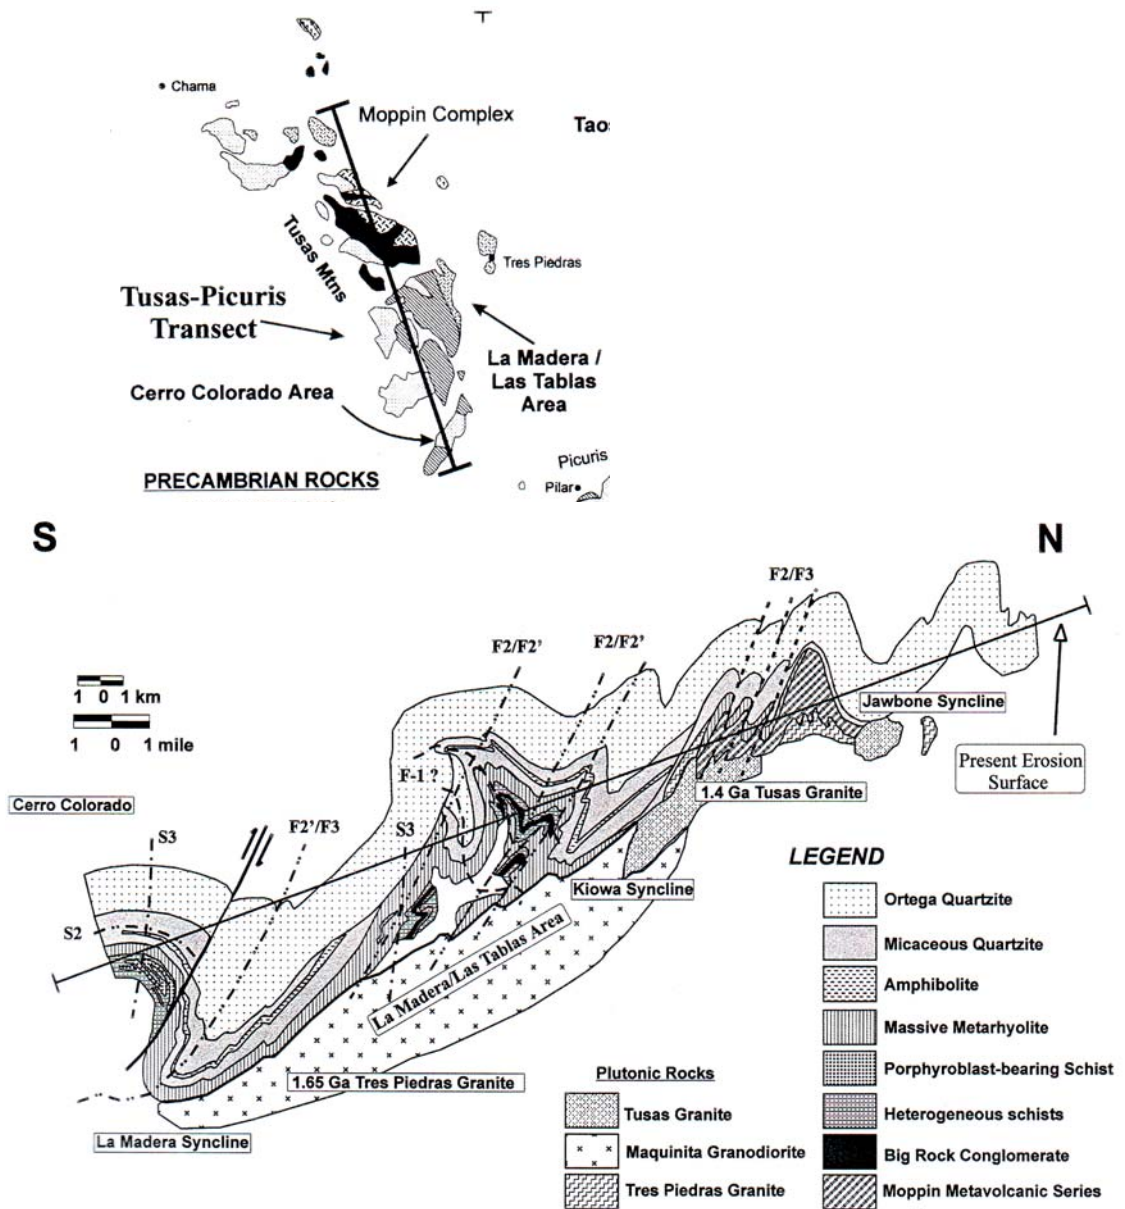 Chama
Moppin Complex
Tao
Tusas Mtns
Tres Piedras
Tusas-Picuris
Transect
La Madera /
Las Tablas
Area
Cerro Colorado Area
Picuris
PRECAMBRIAN ROCKS
Pilar
S
N
F2/F3
F2/F2'
F2/F2'
1 0 1 km
1 0 1 mile
Jawbone Syncline
F-1 ?
Present Erosion
Surface
1.4 Ga Tusas Granite
Cerro Colorado
S3
F2'/F3
S3
LEGEND
Kiowa Syncline
Ortega Quartzite
S2
Micaceous Quartzite
La Madera/Las Tablas Area
Amphibolite
Massive Metarhyolite
Plutonic Rocks
Porphyroblast-bearing Schist
1.65 Ga Tres Piedras Granite
Tusas Granite
Heterogeneous schists
La Madera Syncline
Maquinita Granodiorite
Big Rock Conglomerate
Tres Piedras Granite
Moppin Metavolcanic Series